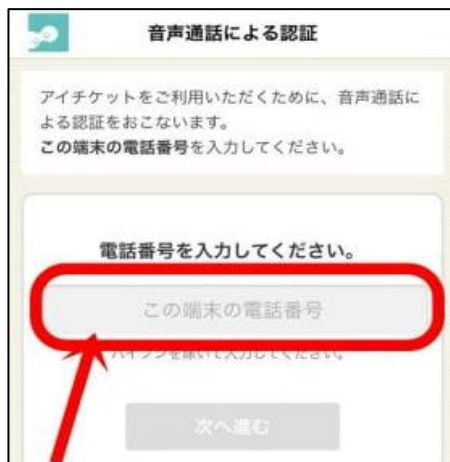 音声通話による認証
アイチケットをご利用いただくために、音声通話に
よる認証をおこないます。
この端末の電話番号を入力してください。
電話番号を入力してください。
この端末の電話番号
ハイフンを除いて入力してください。
次へ進む